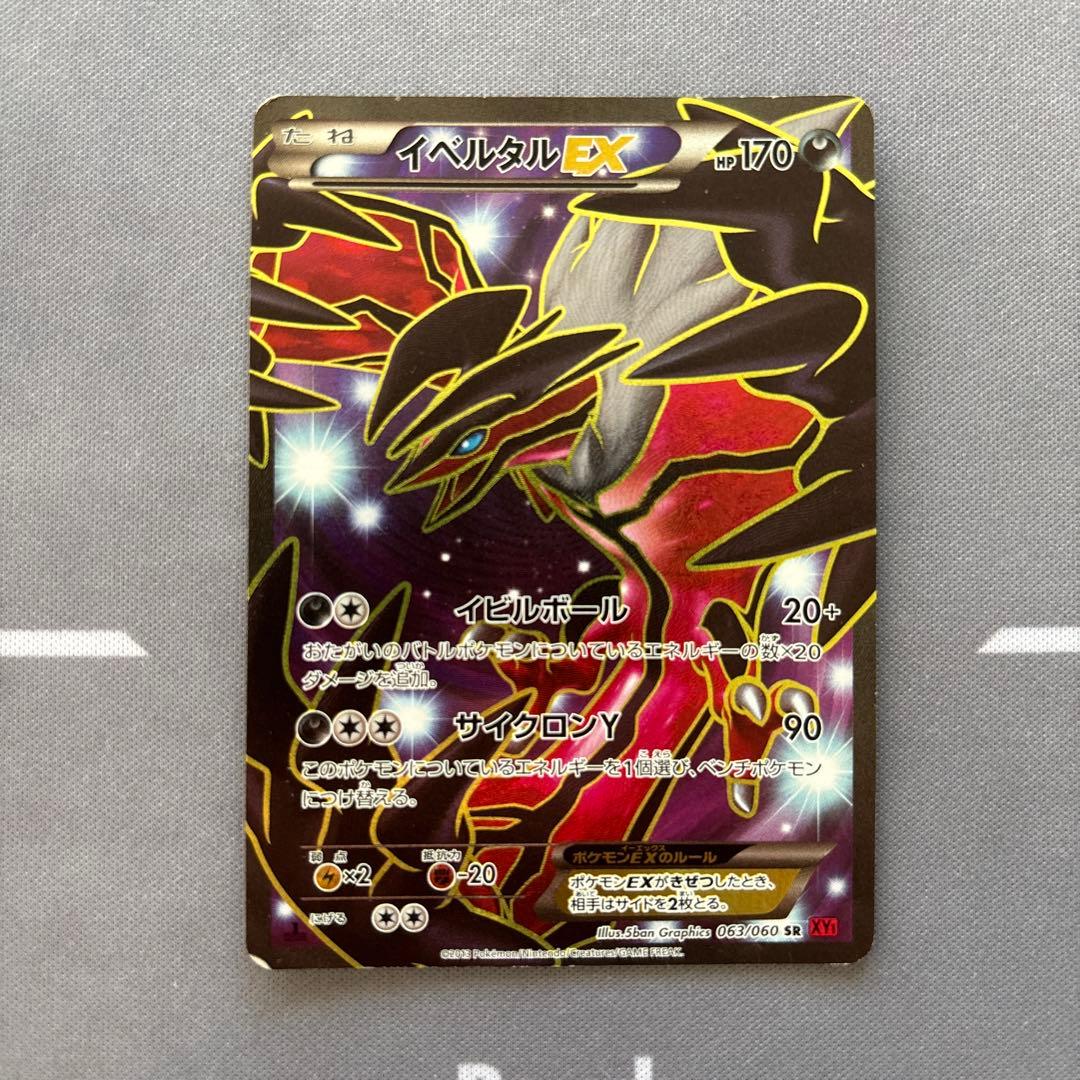 たね
イベルタルEX
HP170
イビルボール 20+
おたがいのバトルポケモンについているエネルギーの数×20
ダメージを追加。
サイクロンY 90
このポケモンについているエネルギーを1個選び、ベンチポケモン
につけ替える。
弱点 抵抗力
×2 -20
にげる
ポケモンEXのルール
ポケモンEXがきぜつしたとき、
相手はサイドを2枚とる。
Illus.5ban Graphics 063/060 SR XY1
©2013 Pokémon/Nintendo/Creatures/GAME FREAK.